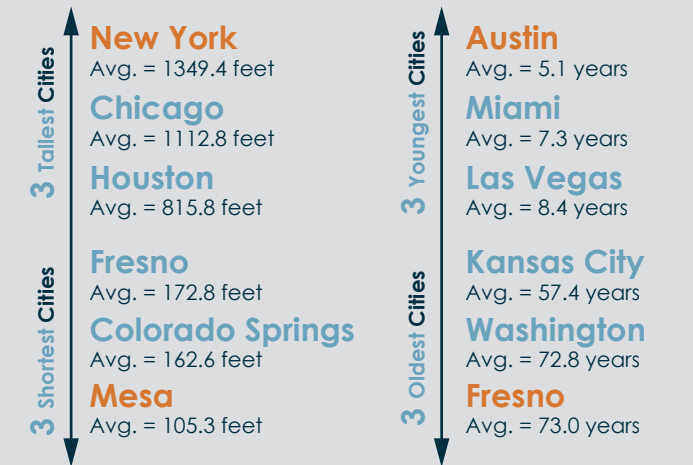 3 Tallest Cities
New York
Avg. = 1349.4 feet
Chicago
Avg. = 1112.8 feet
Houston
Avg. = 815.8 feet
3 Shortest Cities
Fresno
Avg. = 172.8 feet
Colorado Springs
Avg. = 162.6 feet
Mesa
Avg. = 105.3 feet
3 Youngest Cities
Austin
Avg. = 5.1 years
Miami
Avg. = 7.3 years
Las Vegas
Avg. = 8.4 years
3 Oldest Cities
Kansas City
Avg. = 57.4 years
Washington
Avg. = 72.8 years
Fresno
Avg. = 73.0 years